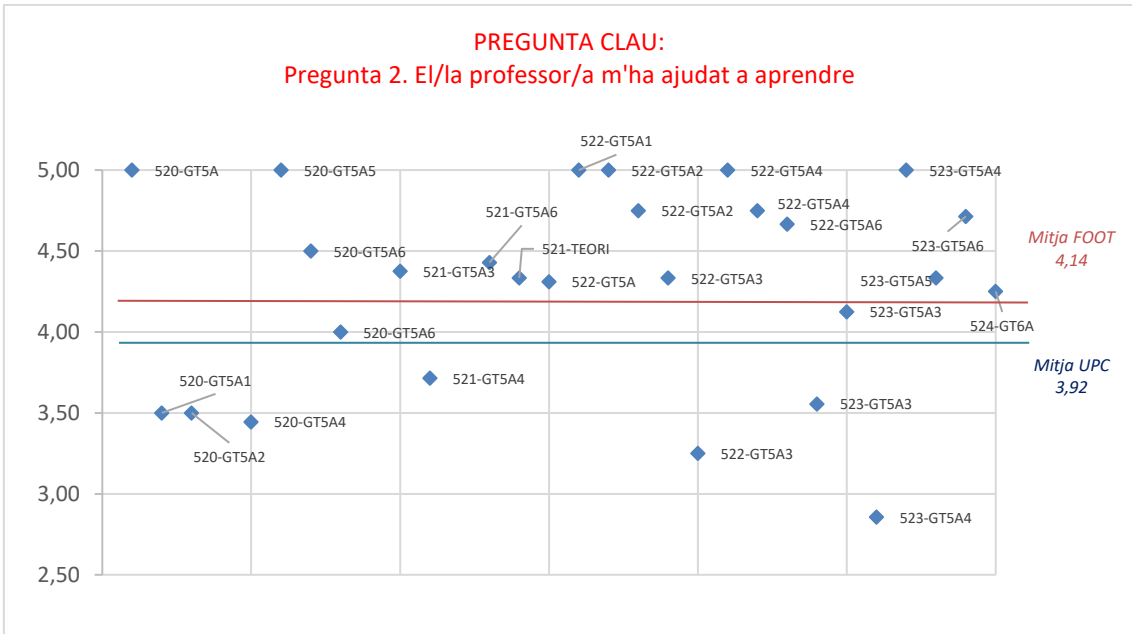 PREGUNTA CLAU:
Pregunta 2. El/la professor/a m'ha ajudat a aprendre
5,00
4,50
4,00
3,50
3,00
2,50
520-GT5A
520-GT5A1
520-GT5A2
520-GT5A4
520-GT5A5
520-GT5A6
520-GT5A6
521-GT5A3
521-GT5A4
521-GT5A6
521-TEORI
522-GT5A
522-GT5A1
522-GT5A2
522-GT5A2
522-GT5A3
522-GT5A3
522-GT5A4
522-GT5A4
522-GT5A6
523-GT5A3
523-GT5A3
523-GT5A4
523-GT5A4
523-GT5A5
523-GT5A6
524-GT6A
Mitja FOOT
4,14
Mitja UPC
3,92